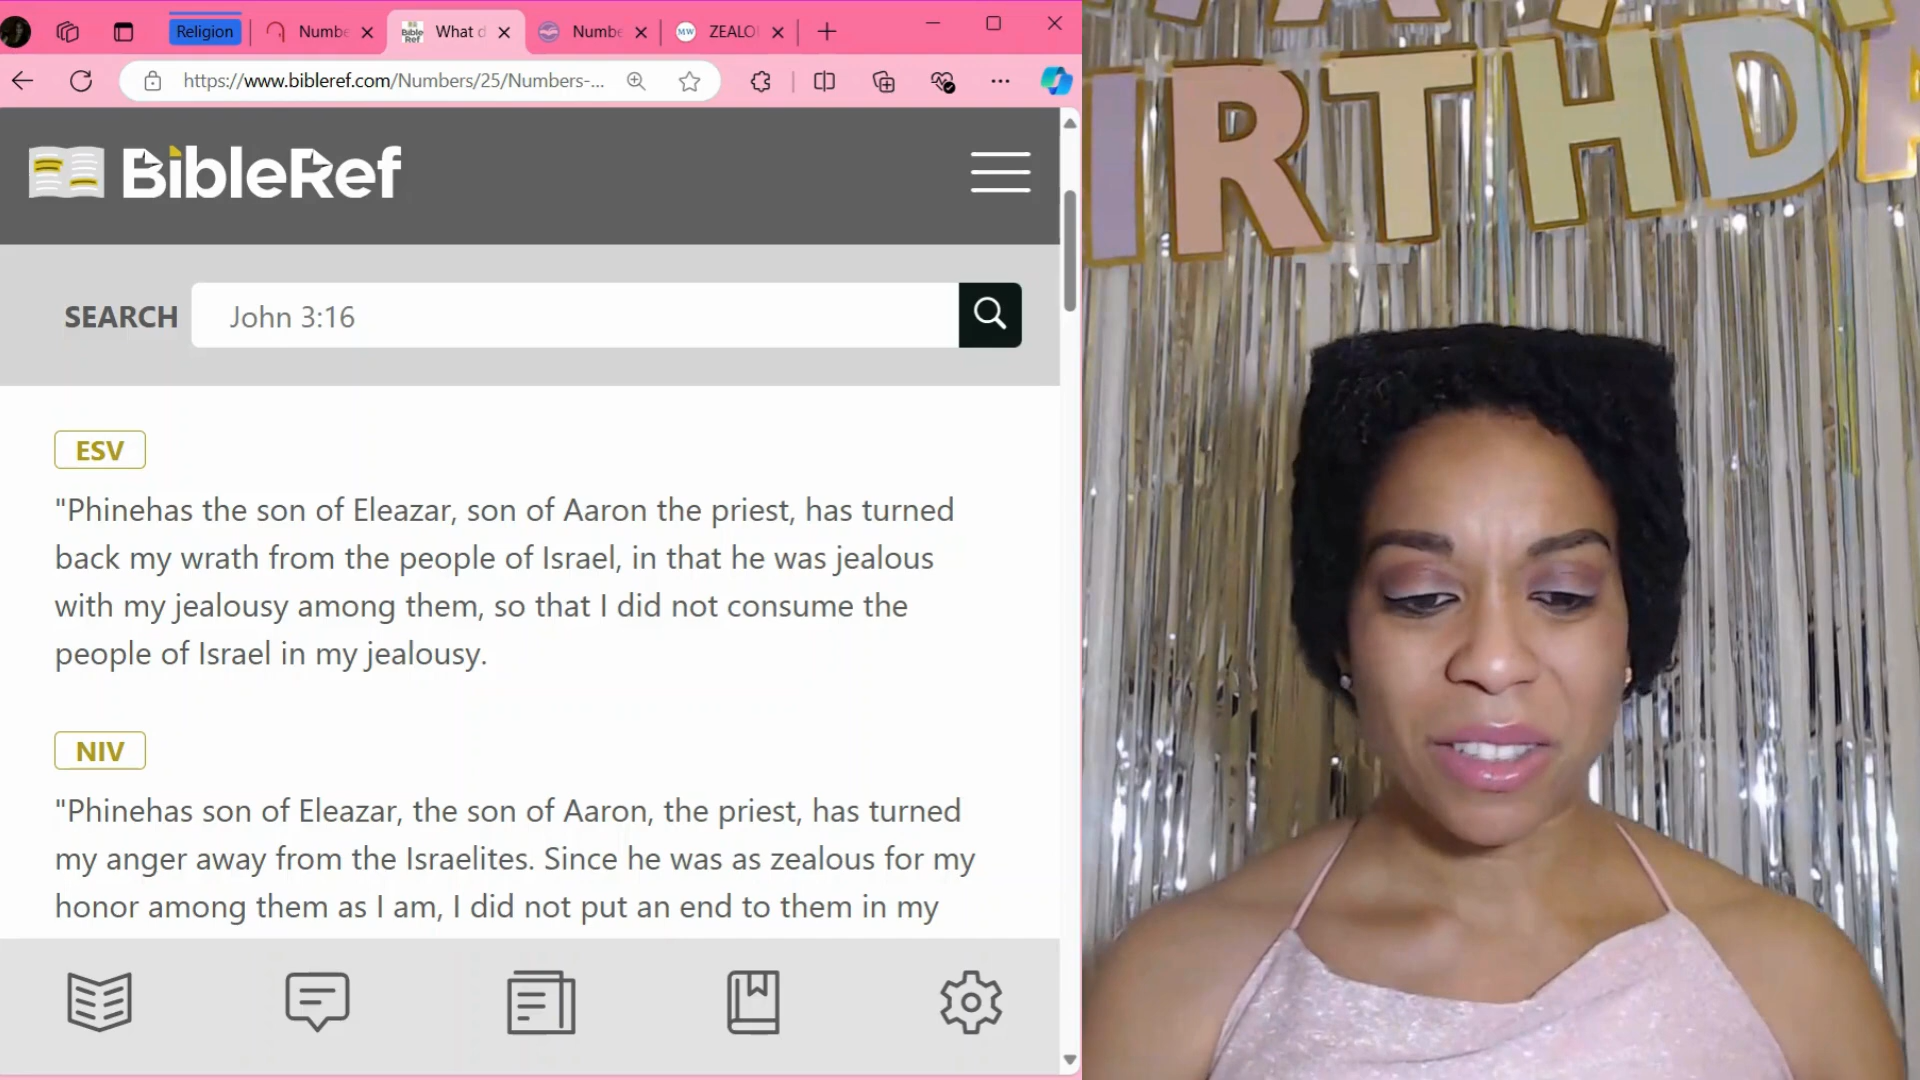 Religion
Numbe
What d
Numbe
MW
ZEALO
https://www.bibleref.com/Numbers/25/Numbers-...
Bible Ref
BibleRef
SEARCH
John 3:16
ESV
"Phinehas the son of Eleazar, son of Aaron the priest, has turned
back my wrath from the people of Israel, in that he was jealous
with my jealousy among them, so that I did not consume the
people of Israel in my jealousy.
NIV
"Phinehas son of Eleazar, the son of Aaron, the priest, has turned
my anger away from the Israelites. Since he was as zealous for my
honor among them as I am, I did not put an end to them in my
IRTHD